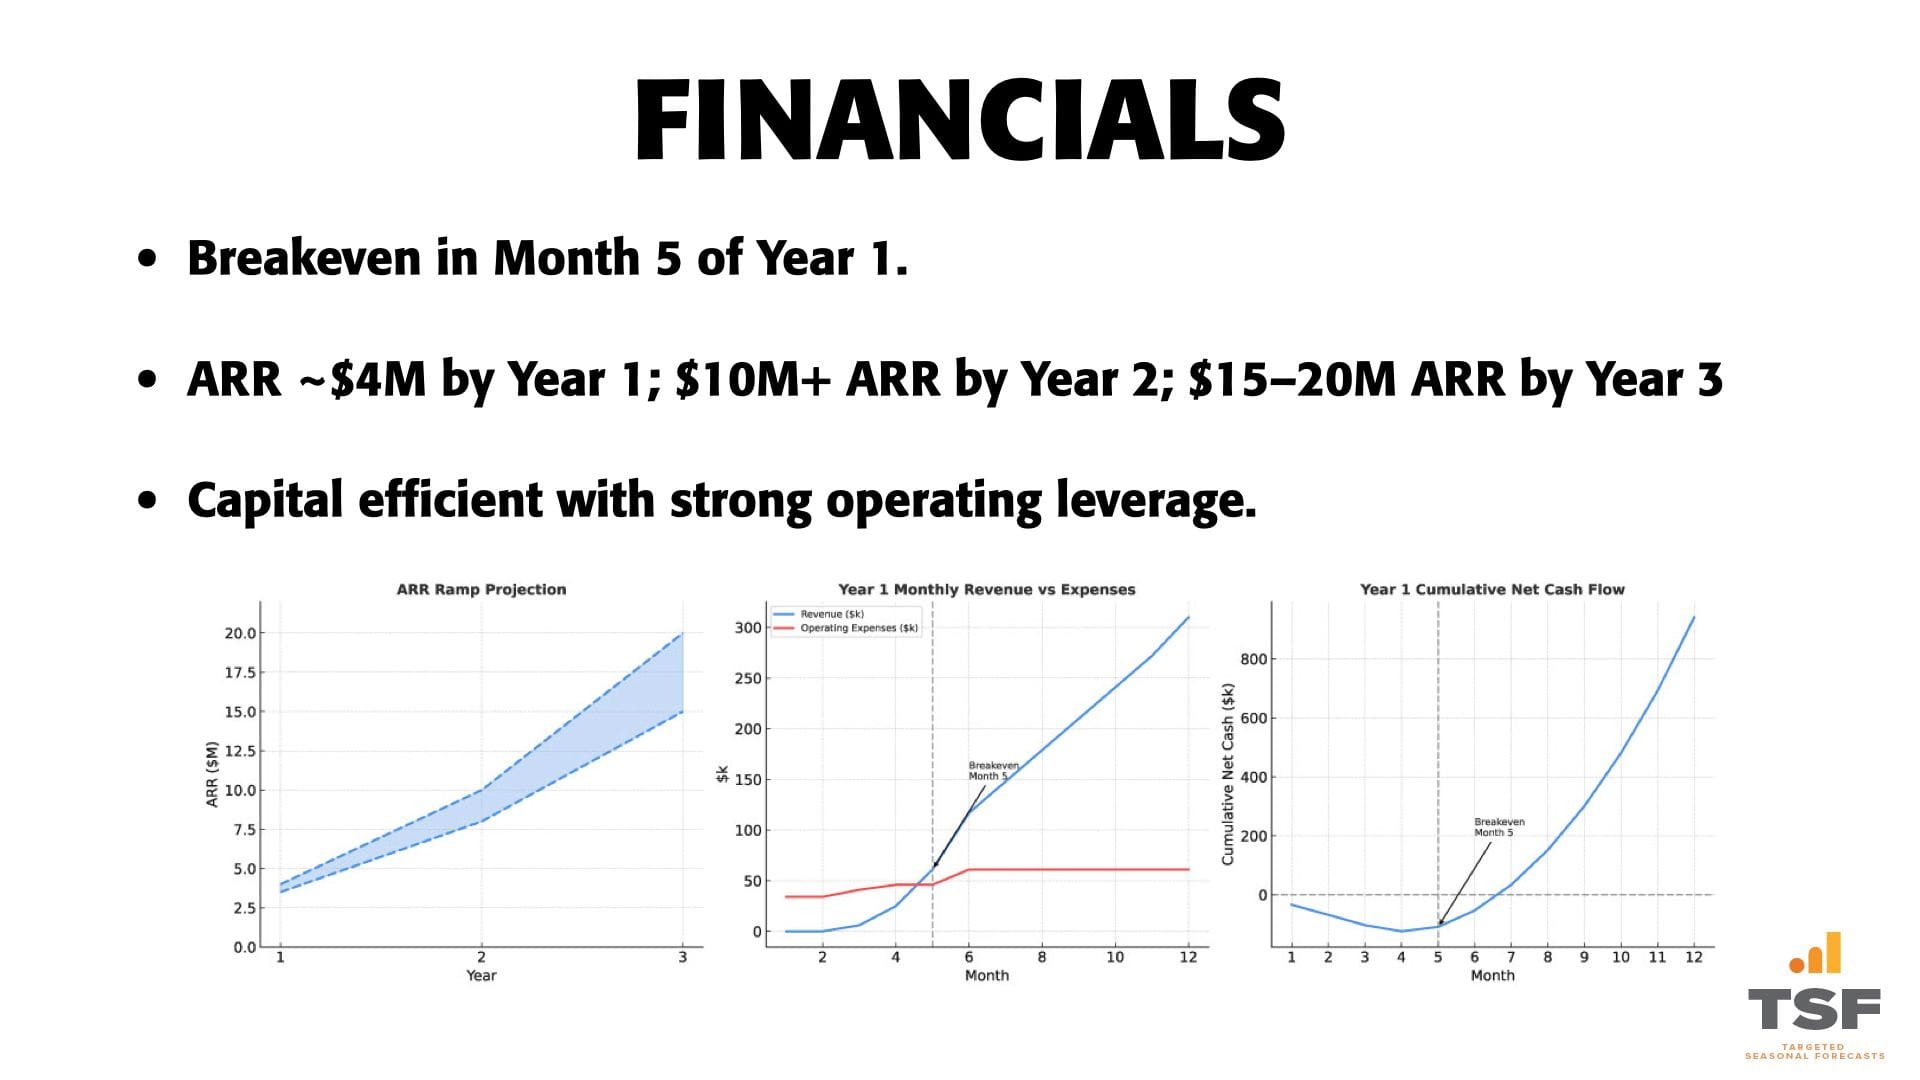 FINANCIALS
• Breakeven in Month 5 of Year 1.
• ARR ~$4M by Year 1; $10M+ ARR by Year 2; $15–20M ARR by Year 3
• Capital efficient with strong operating leverage.
ARR Ramp Projection
20.0
17.5
15.0
12.5
10.0
7.5
5.0
2.5
0.0
ARR ($M)
1 2 3
Year
Year 1 Monthly Revenue vs Expenses
Revenue ($k)
Operating Expenses ($k)
300
250
200
150
100
50
0
$k
Breakeven
Month 5
2 4 6 8 10 12
Month
Year 1 Cumulative Net Cash Flow
800
600
400
200
0
Cumulative Net Cash ($k)
Breakeven
Month 5
1 2 3 4 5 6 7 8 9 10 11 12
Month
TSF
TARGETED
SEASONAL FORECASTS